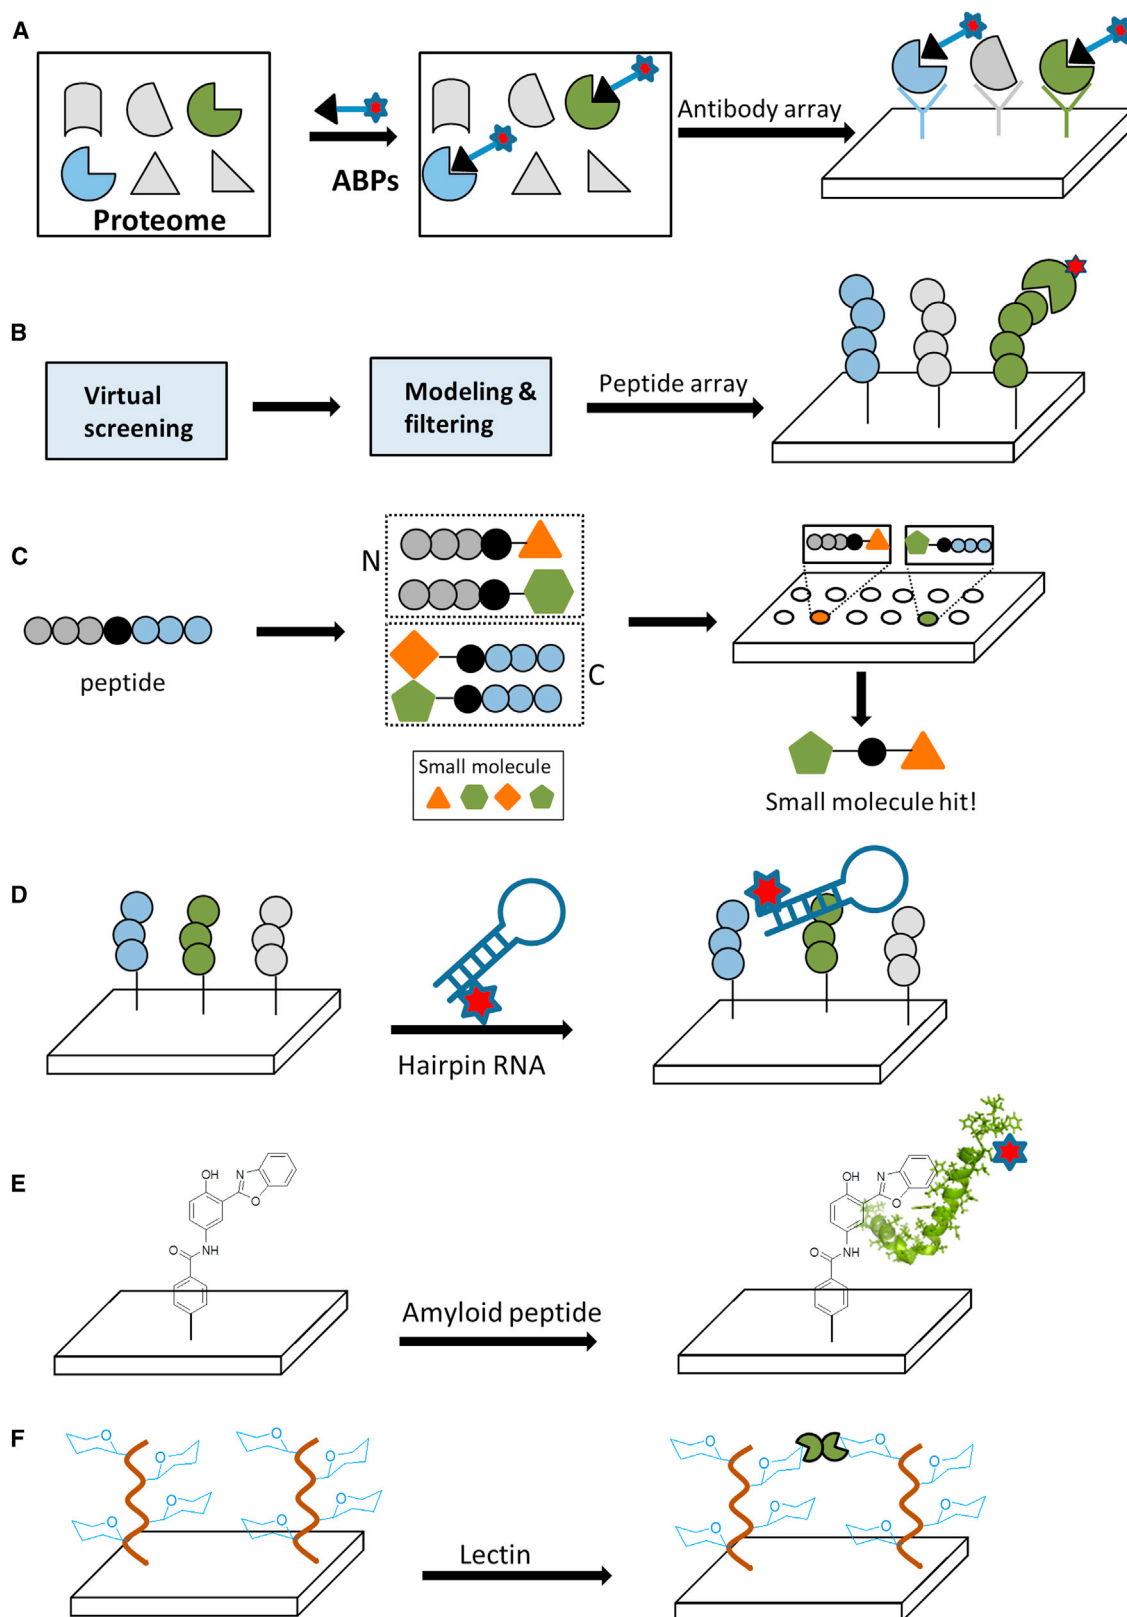 A
Proteome
ABPs
Antibody array
B
Virtual
screening
Modeling &
filtering
Peptide array
C
peptide
N
C
Small molecule
Small molecule hit!
D
Hairpin RNA
E
OH
N
O
O
NH
Amyloid peptide
OH
N
O
O
NH
F
O
O
O
O
O
O
O
O
Lectin
O
O
O
O
O
O
O
O